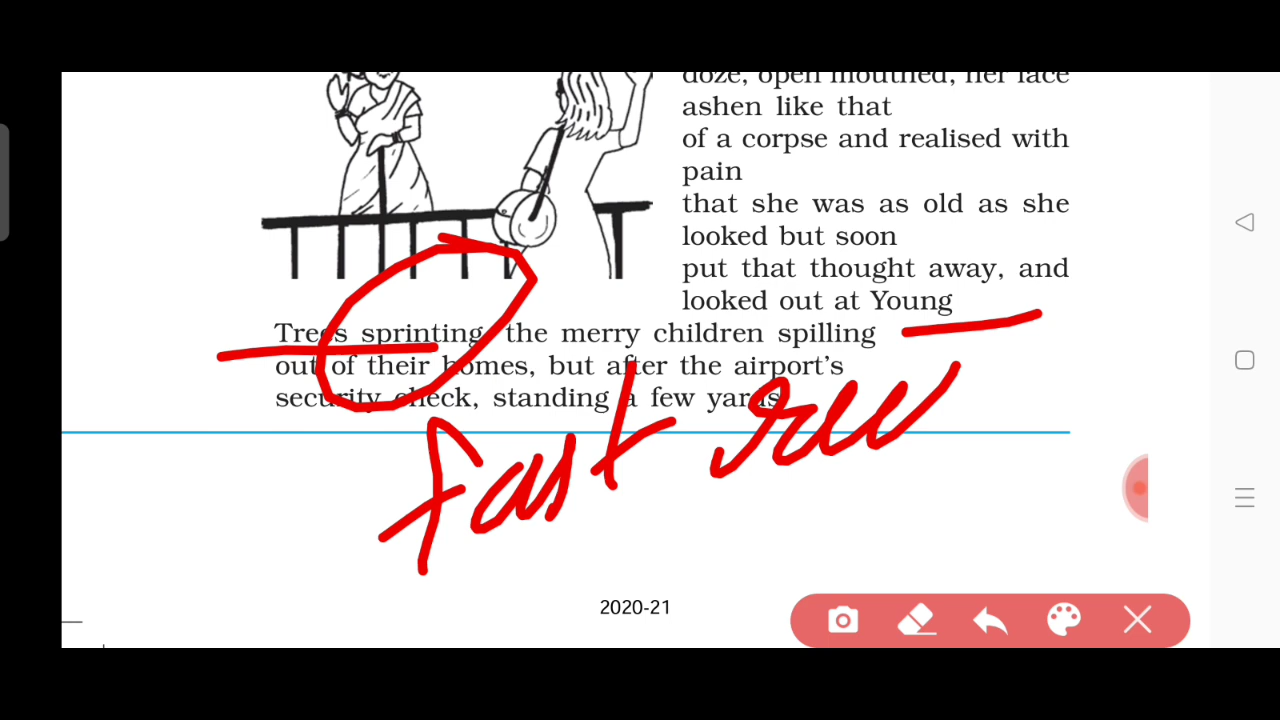 doze, open mouthed, her face
ashen like that
of a corpse and realised with
pain
that she was as old as she
looked but soon
put that thought away, and
looked out at Young
Trees sprinting, the merry children spilling
out of their homes, but after the airport's
security check, standing a few yards
fast
2020-21